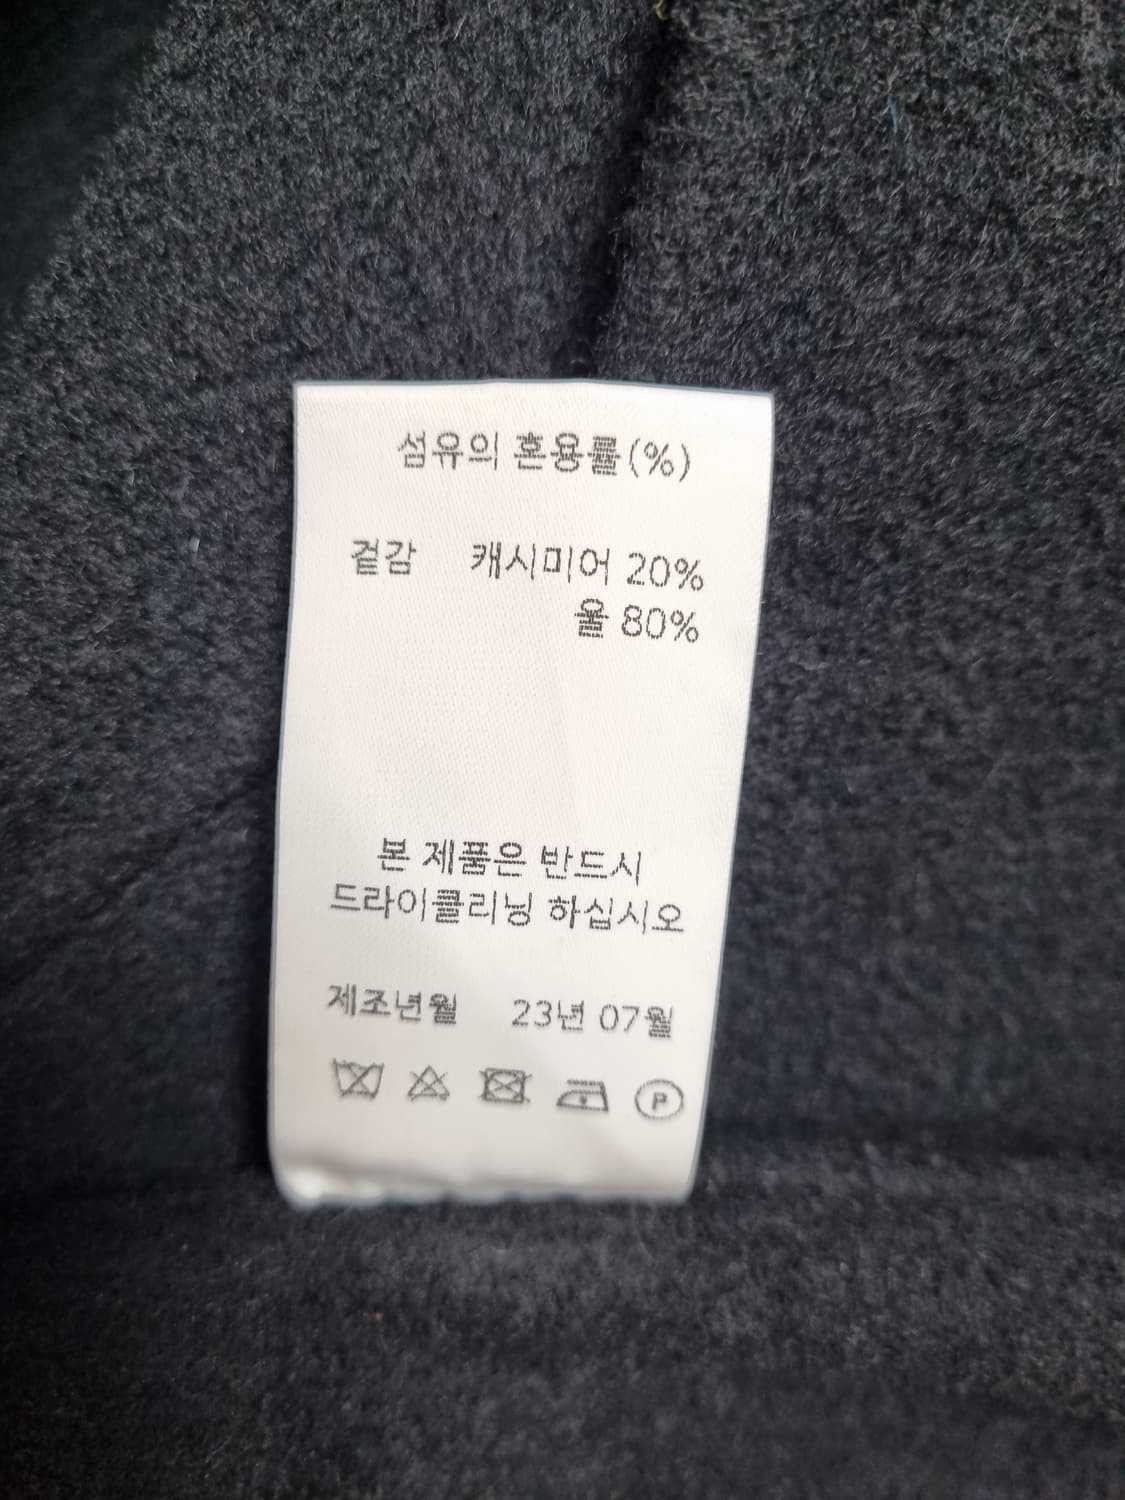 섬유의 혼용률(%)
겉감 캐시미어 20%
울 80%
본 제품은 반드시
드라이클리닝 하십시오
제조년월 23년 07월
P